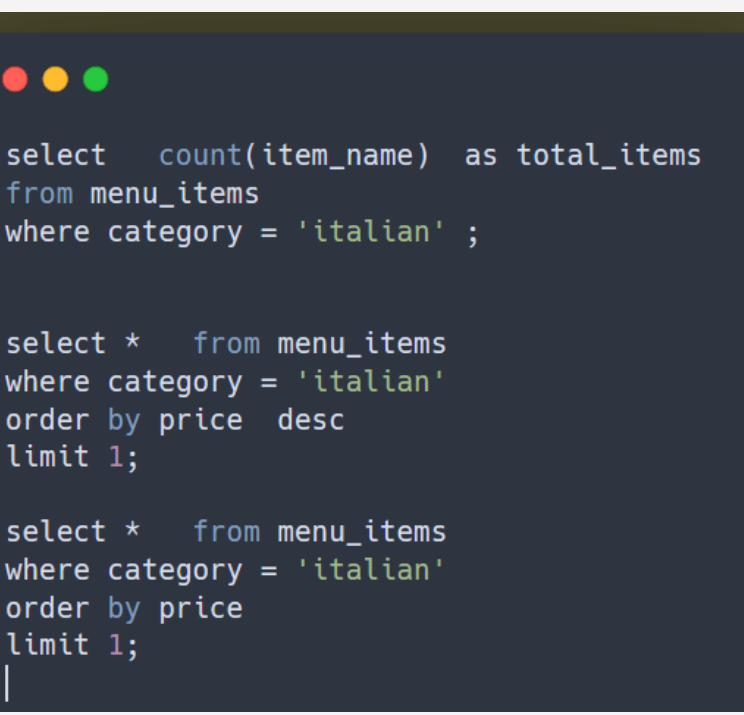 select   count(item_name)  as total_items
from menu_items
where category = 'italian' ;
select *   from menu_items
where category = 'italian'
order by price  desc
limit 1;
select *   from menu_items
where category = 'italian'
order by price
limit 1;